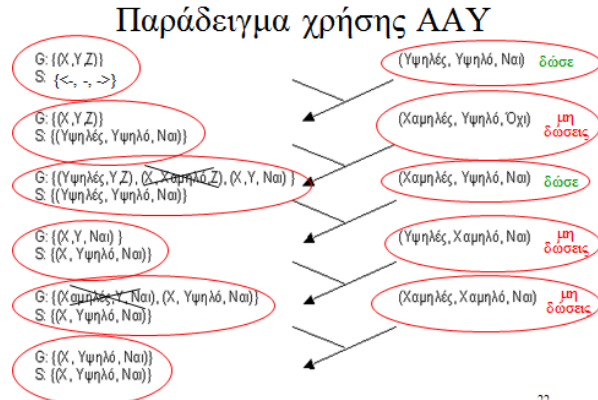 Παράδειγμα χρήσης ΑΑΥ
G: {(X,Y,Z)}
S: {<-, -, ->}
(Υψηλές, Υψηλό, Ναι) δώσε
G: {(X,Y,Z)}
S: {(Υψηλές, Υψηλό, Ναι)}
(Χαμηλές, Υψηλό, Όχι) μη δώσεις
G: {(Υψηλές,Y,Z), (X, Χαμηλό,Z), (X,Y, Ναι) }
S: {(Υψηλές, Υψηλό, Ναι)}
(Χαμηλές, Υψηλό, Ναι) δώσε
G: {(X,Y, Ναι) }
S: {(X, Υψηλό, Ναι)}
(Υψηλές, Χαμηλό, Ναι) μη δώσεις
G: {(Χαμηλές,Y, Ναι), (X, Υψηλό, Ναι)}
S: {(X, Υψηλό, Ναι)}
(Χαμηλές, Χαμηλό, Ναι) μη δώσεις
G: {(X, Υψηλό, Ναι)}
S: {(X, Υψηλό, Ναι)}